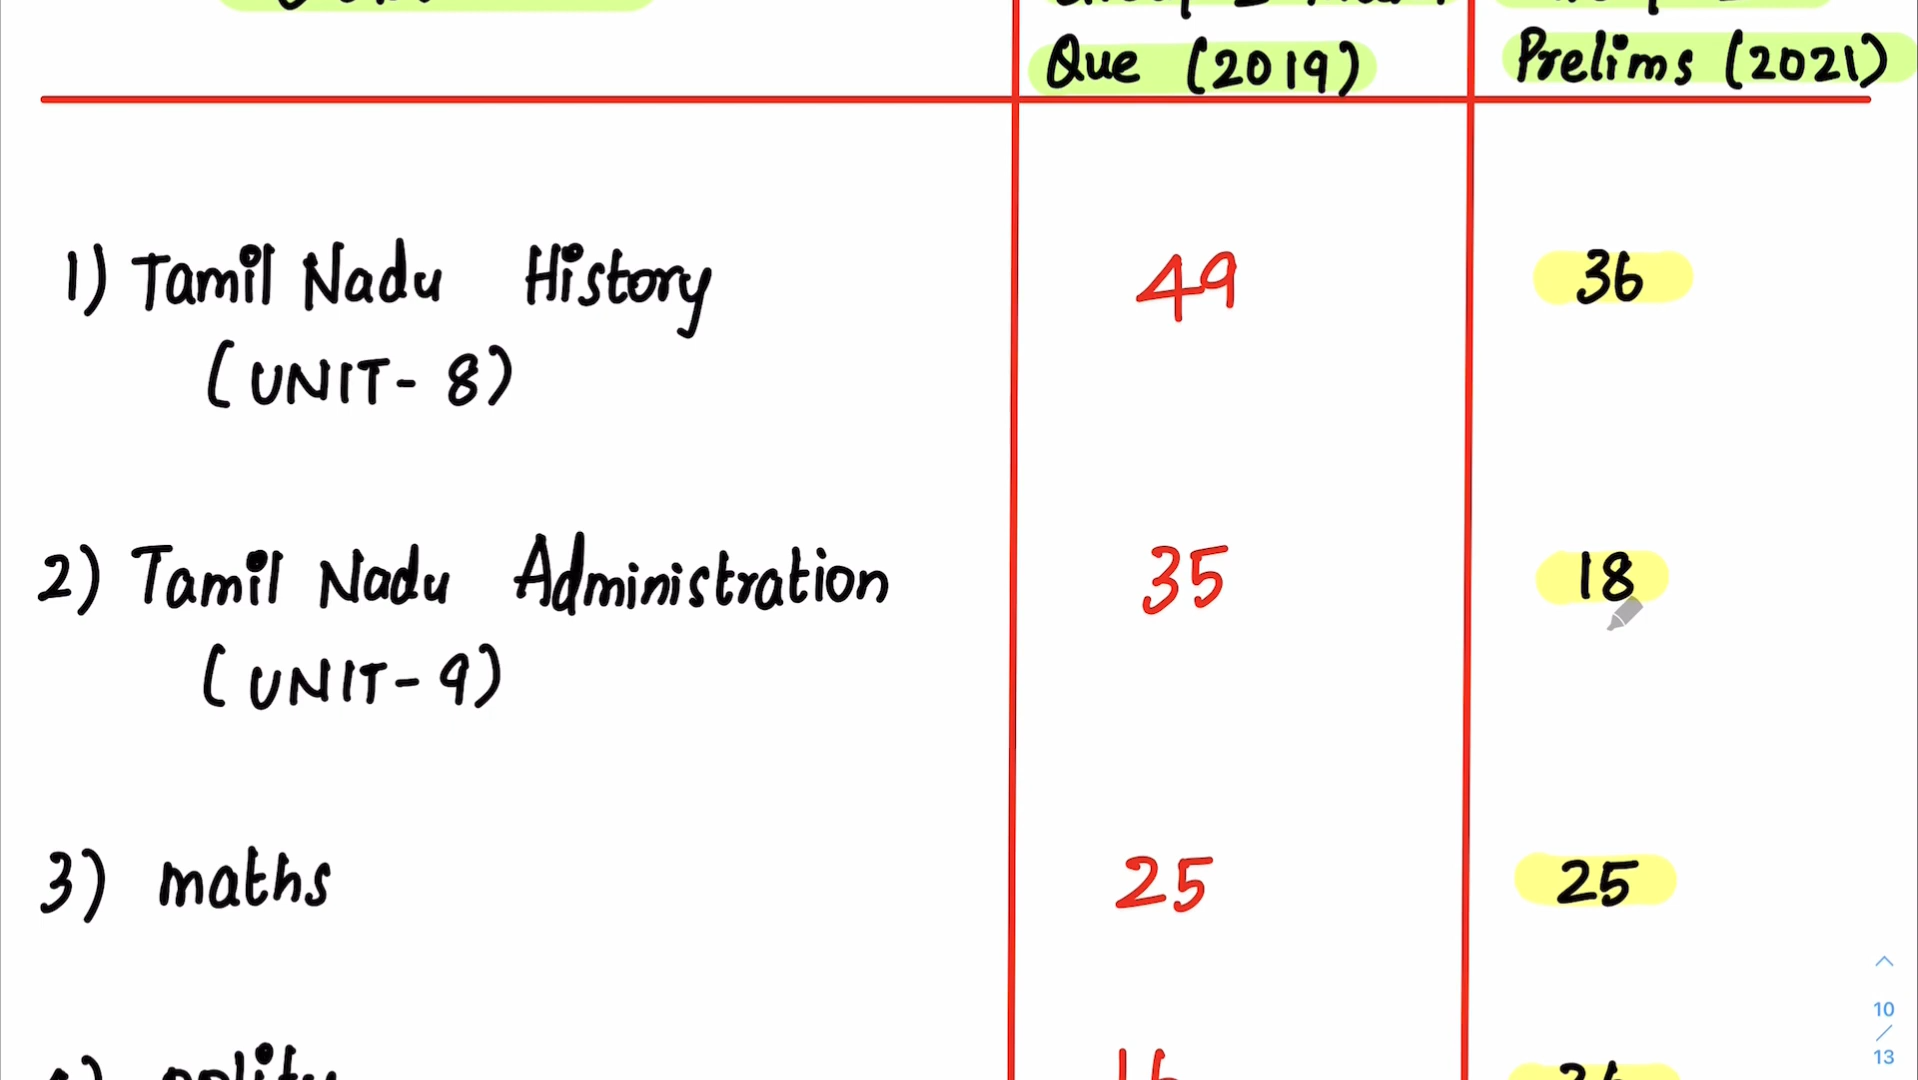 Que (2019) Prelims (2021)
1) Tamil Nadu History 49 36
(UNIT- 8)
2) Tamil Nadu Administration 35 18
(UNIT- 9)
3) maths 25 25
polity
10
/
13